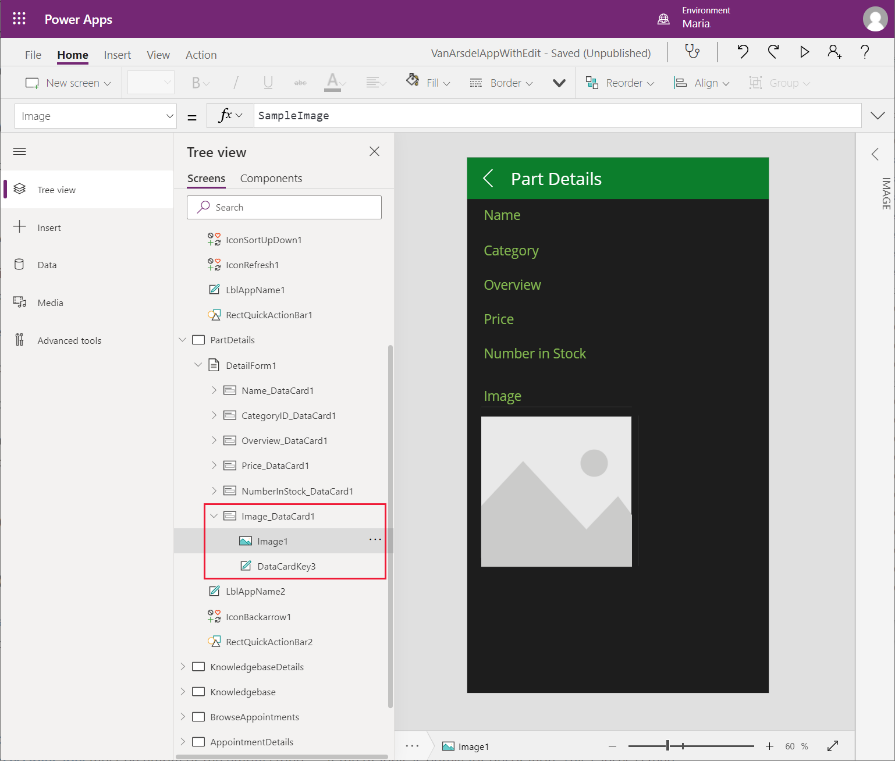 Power Apps
Environment
Maria
File Home Insert View Action
VanArsdelAppWithEdit - Saved (Unpublished)
New screen B / U abc A Fill Border Reorder Align Group
Image = fx SampleImage
Tree view
Insert
Data
Media
Advanced tools
Tree view
Screens Components
Search
IconSortUpDown1
IconRefresh1
LblAppName1
RectQuickActionBar1
PartDetails
DetailForm1
Name_DataCard1
CategoryID_DataCard1
Overview_DataCard1
Price_DataCard1
NumberInStock_DataCard1
Image_DataCard1
Image1 ...
DataCardKey3
LblAppName2
IconBackarrow1
RectQuickActionBar2
KnowledgebaseDetails
Knowledgebase
BrowseAppointments
AppointmentDetails
Part Details
Name
Category
Overview
Price
Number in Stock
Image
IMAGE
... Image1 − + 60 %